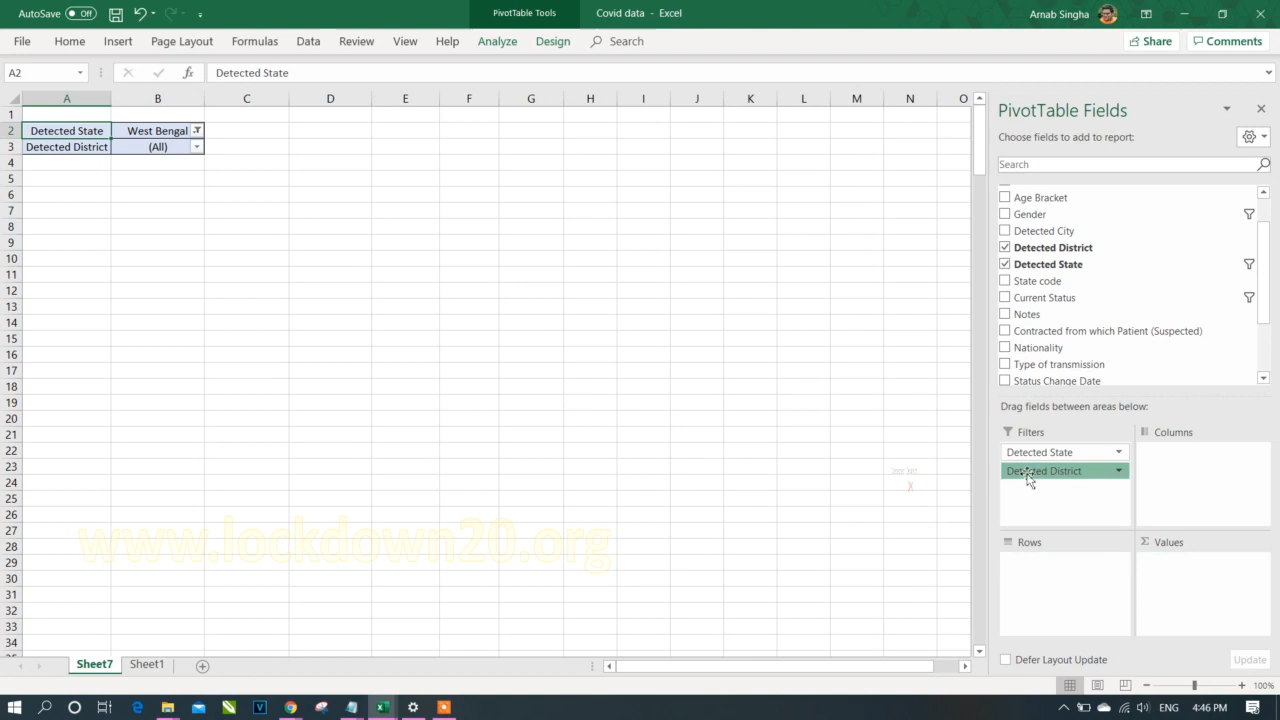 AutoSave Off PivotTable Tools Covid data - Excel Arnab Singha
File Home Insert Page Layout Formulas Data Review View Help Analyze Design Search Share Comments
A2 fx Detected State
A B C D E F G H I J K L M N O
1
2 Detected State West Bengal
3 Detected District (All)
4
5
6
7
8
9
10
11
12
13
14
15
16
17
18
19
20
21
22
23
24
25
26
27
28
29
30
31
32
33
34
www.lockdown20.org
PivotTable Fields
Choose fields to add to report:
Search
Age Bracket
Gender
Detected City
Detected District
Detected State
State code
Current Status
Notes
Contracted from which Patient (Suspected)
Nationality
Type of transmission
Status Change Date
Drag fields between areas below:
Filters Columns
Detected State
Detected District
Rows Σ Values
Defer Layout Update Update
Sheet7 Sheet1
100%
ENG 4:46 PM